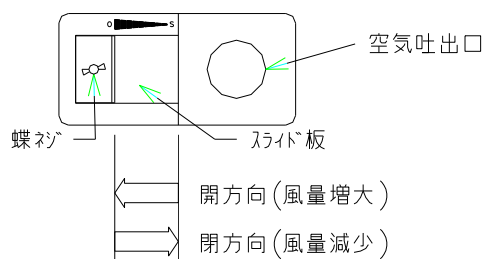 o s
空気吐出口
蝶ﾈｼﾞ
ｽﾗｲﾄﾞ板
開方向(風量増大)
閉方向(風量減少)